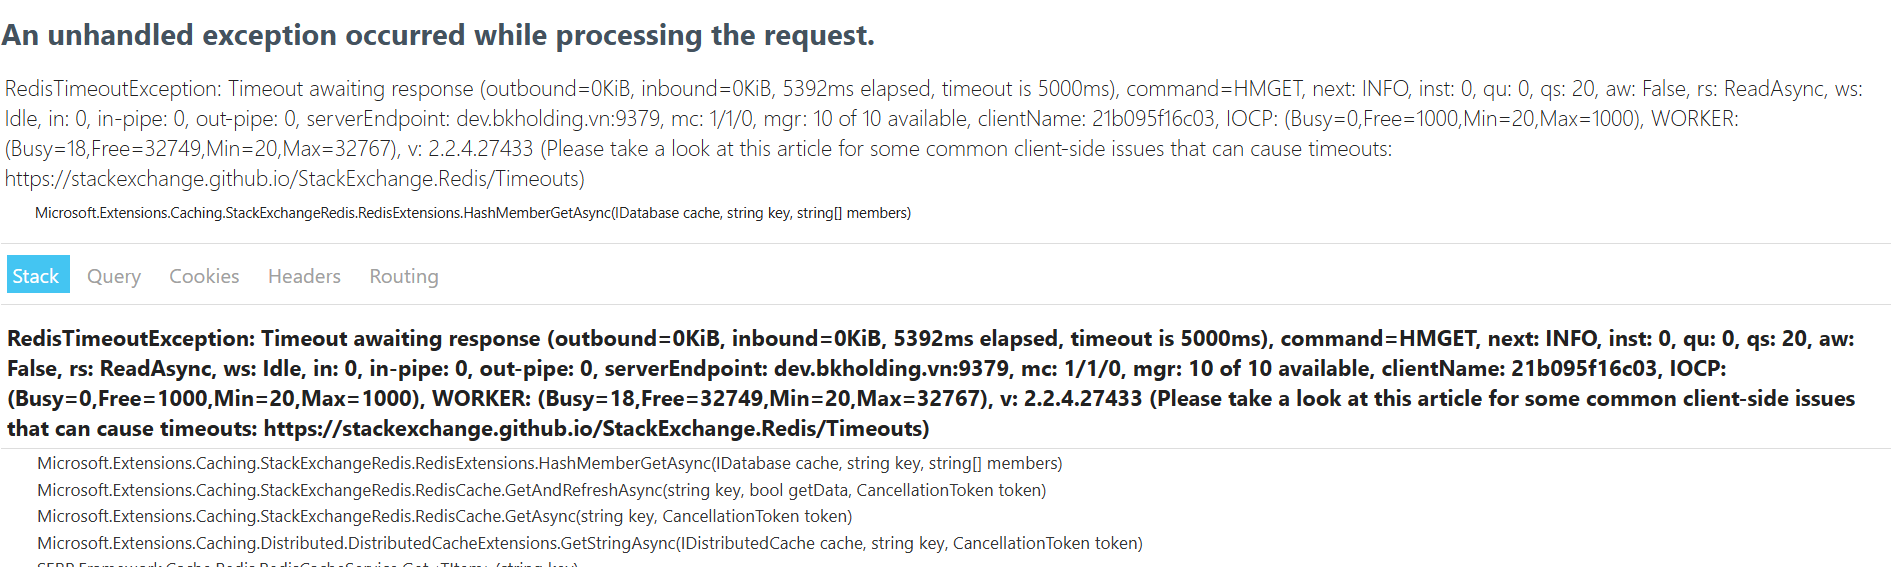 An unhandled exception occurred while processing the request.
RedisTimeoutException: Timeout awaiting response (outbound=0KiB, inbound=0KiB, 5392ms elapsed, timeout is 5000ms), command=HMGET, next: INFO, inst: 0, qu: 0, qs: 20, aw: False, rs: ReadAsync, ws:
Idle, in: 0, in-pipe: 0, out-pipe: 0, serverEndpoint: dev.bkholding.vn:9379, mc: 1/1/0, mgr: 10 of 10 available, clientName: 21b095f16c03, IOCP: (Busy=0,Free=1000,Min=20,Max=1000), WORKER:
(Busy=18,Free=32749,Min=20,Max=32767), v: 2.2.4.27433 (Please take a look at this article for some common client-side issues that can cause timeouts:
https://stackexchange.github.io/StackExchange.Redis/Timeouts)
Microsoft.Extensions.Caching.StackExchangeRedis.RedisExtensions.HashMemberGetAsync(IDatabase cache, string key, string[] members)
Stack Query Cookies Headers Routing
RedisTimeoutException: Timeout awaiting response (outbound=0KiB, inbound=0KiB, 5392ms elapsed, timeout is 5000ms), command=HMGET, next: INFO, inst: 0, qu: 0, qs: 20, aw:
False, rs: ReadAsync, ws: Idle, in: 0, in-pipe: 0, out-pipe: 0, serverEndpoint: dev.bkholding.vn:9379, mc: 1/1/0, mgr: 10 of 10 available, clientName: 21b095f16c03, IOCP:
(Busy=0,Free=1000,Min=20,Max=1000), WORKER: (Busy=18,Free=32749,Min=20,Max=32767), v: 2.2.4.27433 (Please take a look at this article for some common client-side issues
that can cause timeouts: https://stackexchange.github.io/StackExchange.Redis/Timeouts)
Microsoft.Extensions.Caching.StackExchangeRedis.RedisExtensions.HashMemberGetAsync(IDatabase cache, string key, string[] members)
Microsoft.Extensions.Caching.StackExchangeRedis.RedisCache.GetAndRefreshAsync(string key, bool getData, CancellationToken token)
Microsoft.Extensions.Caching.StackExchangeRedis.RedisCache.GetAsync(string key, CancellationToken token)
Microsoft.Extensions.Caching.Distributed.DistributedCacheExtensions.GetStringAsync(IDistributedCache cache, string key, CancellationToken token)